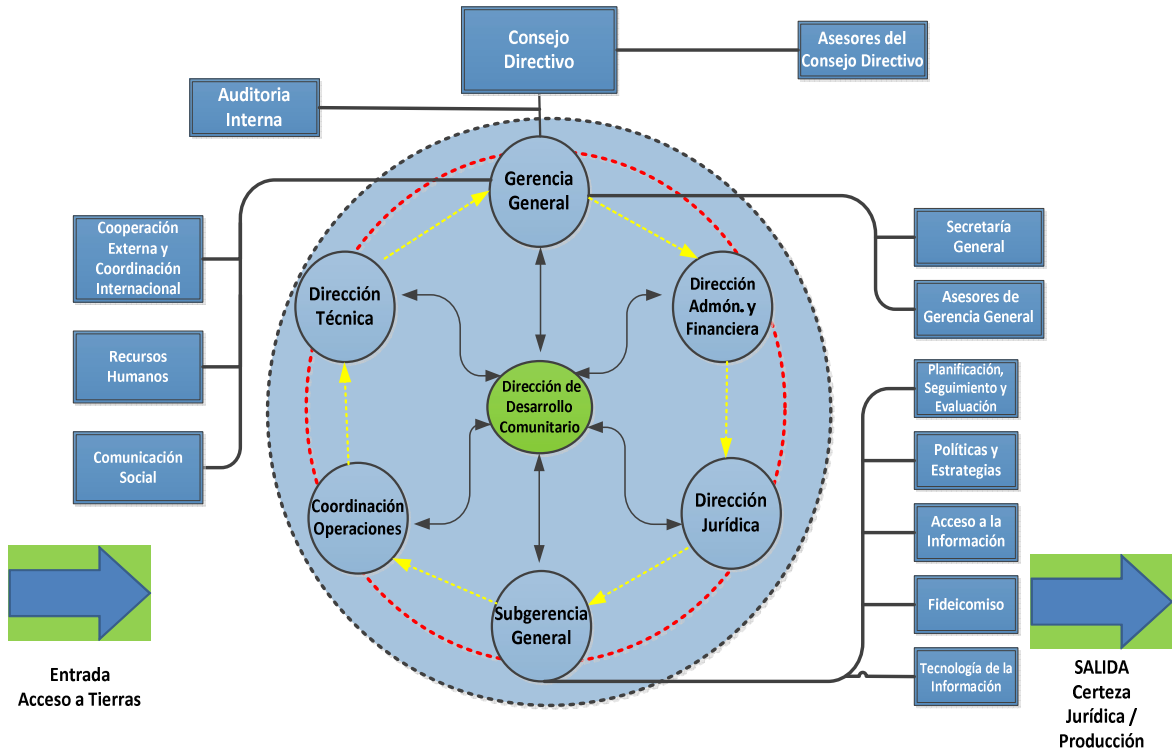 Consejo
Directivo
Asesores del
Consejo Directivo
Auditoria
Interna
Gerencia
General
Cooperación
Externa y
Coordinación
Internacional
Secretaría
General
Dirección
Técnica
Dirección
Admón. y
Financiera
Asesores de
Gerencia General
Recursos
Humanos
Dirección de
Desarrollo
Comunitario
Planificación,
Seguimiento y
Evaluación
Comunicación
Social
Políticas y
Estrategias
Coordinación
Operaciones
Dirección
Jurídica
Acceso a la
Información
Subgerencia
General
Fideicomiso
Tecnología de la
Información
Entrada
Acceso a Tierras
SALIDA
Certeza
Jurídica /
Producción